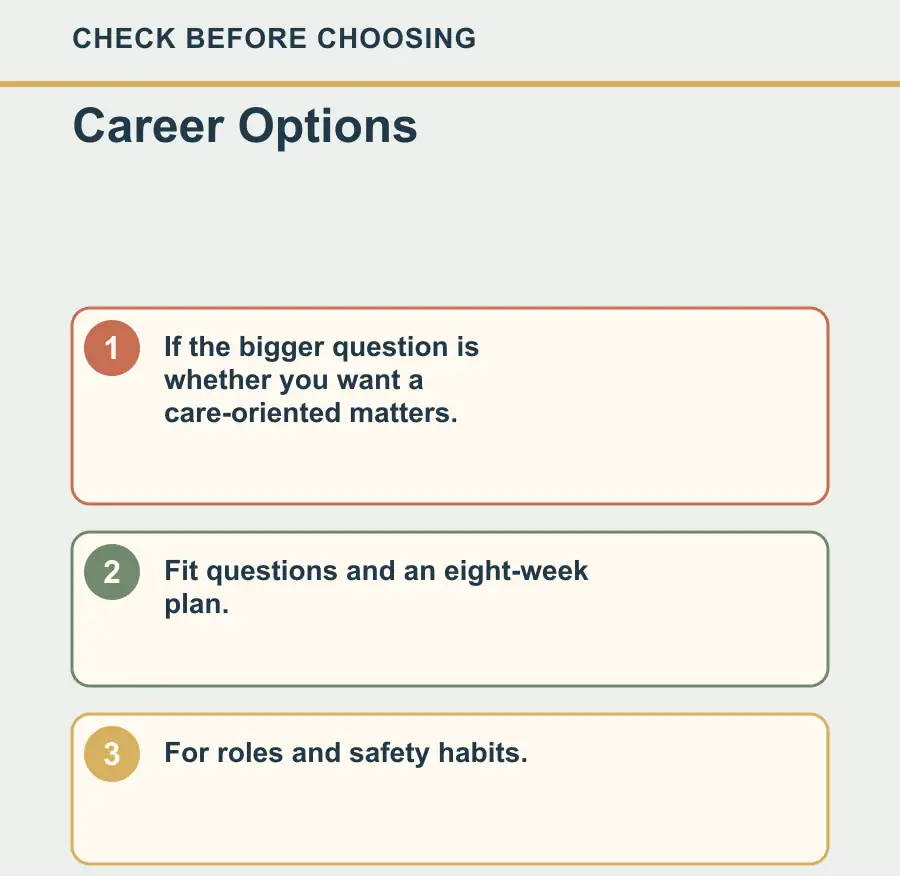 CHECK BEFORE CHOOSING
Career Options
1
If the bigger question is
whether you want a
care-oriented matters.
2
Fit questions and an eight-week
plan.
3
For roles and safety habits.